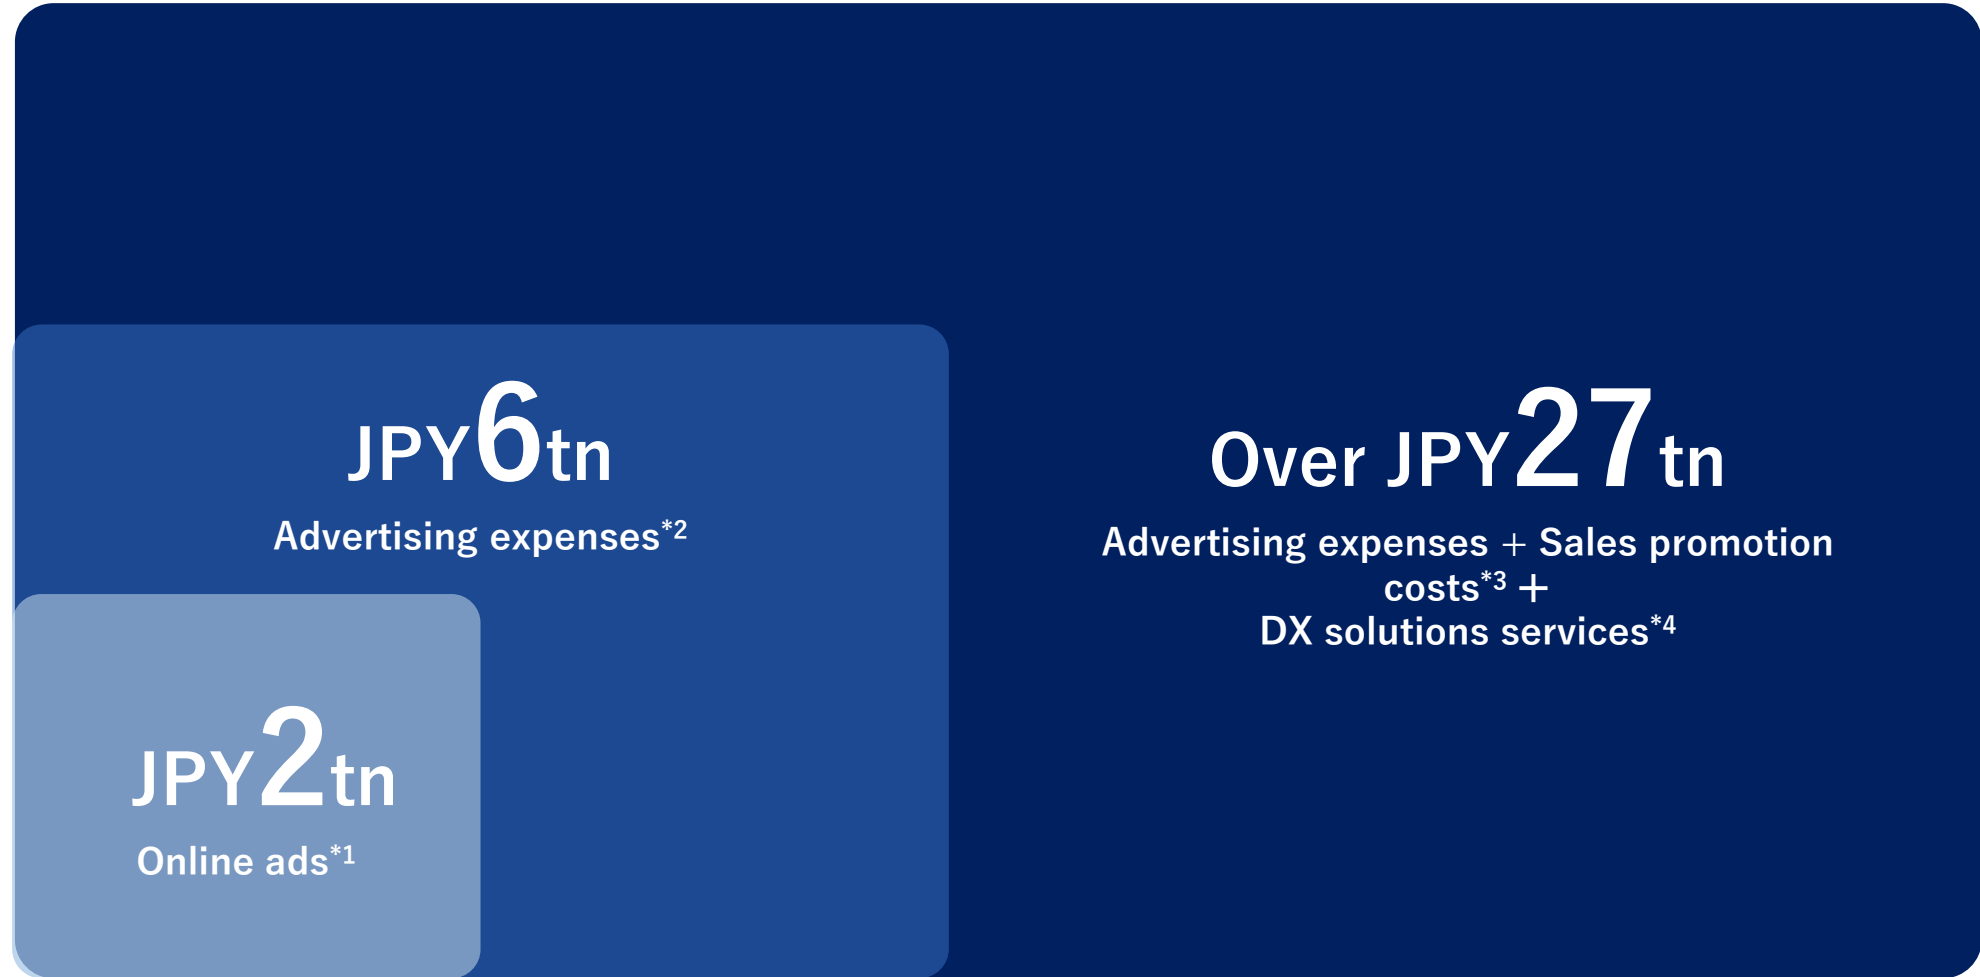 JPY6tn
Advertising expenses*2
Over JPY27tn
Advertising expenses + Sales promotion
costs*3 +
DX solutions services*4
JPY2tn
Online ads*1